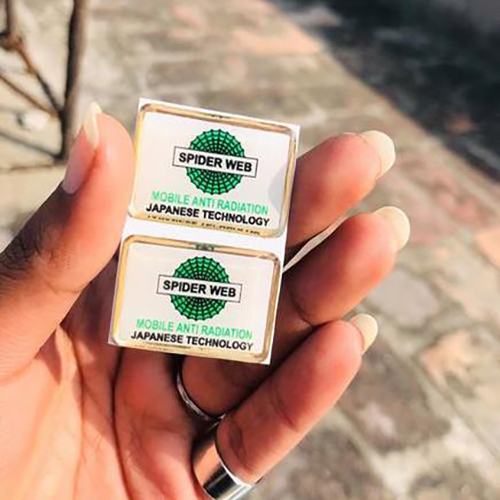 SPIDER WEB
MOBILE ANTI RADIATION
JAPANESE TECHNOLOGY
SPIDER WEB
MOBILE ANTI RADIATION
JAPANESE TECHNOLOGY